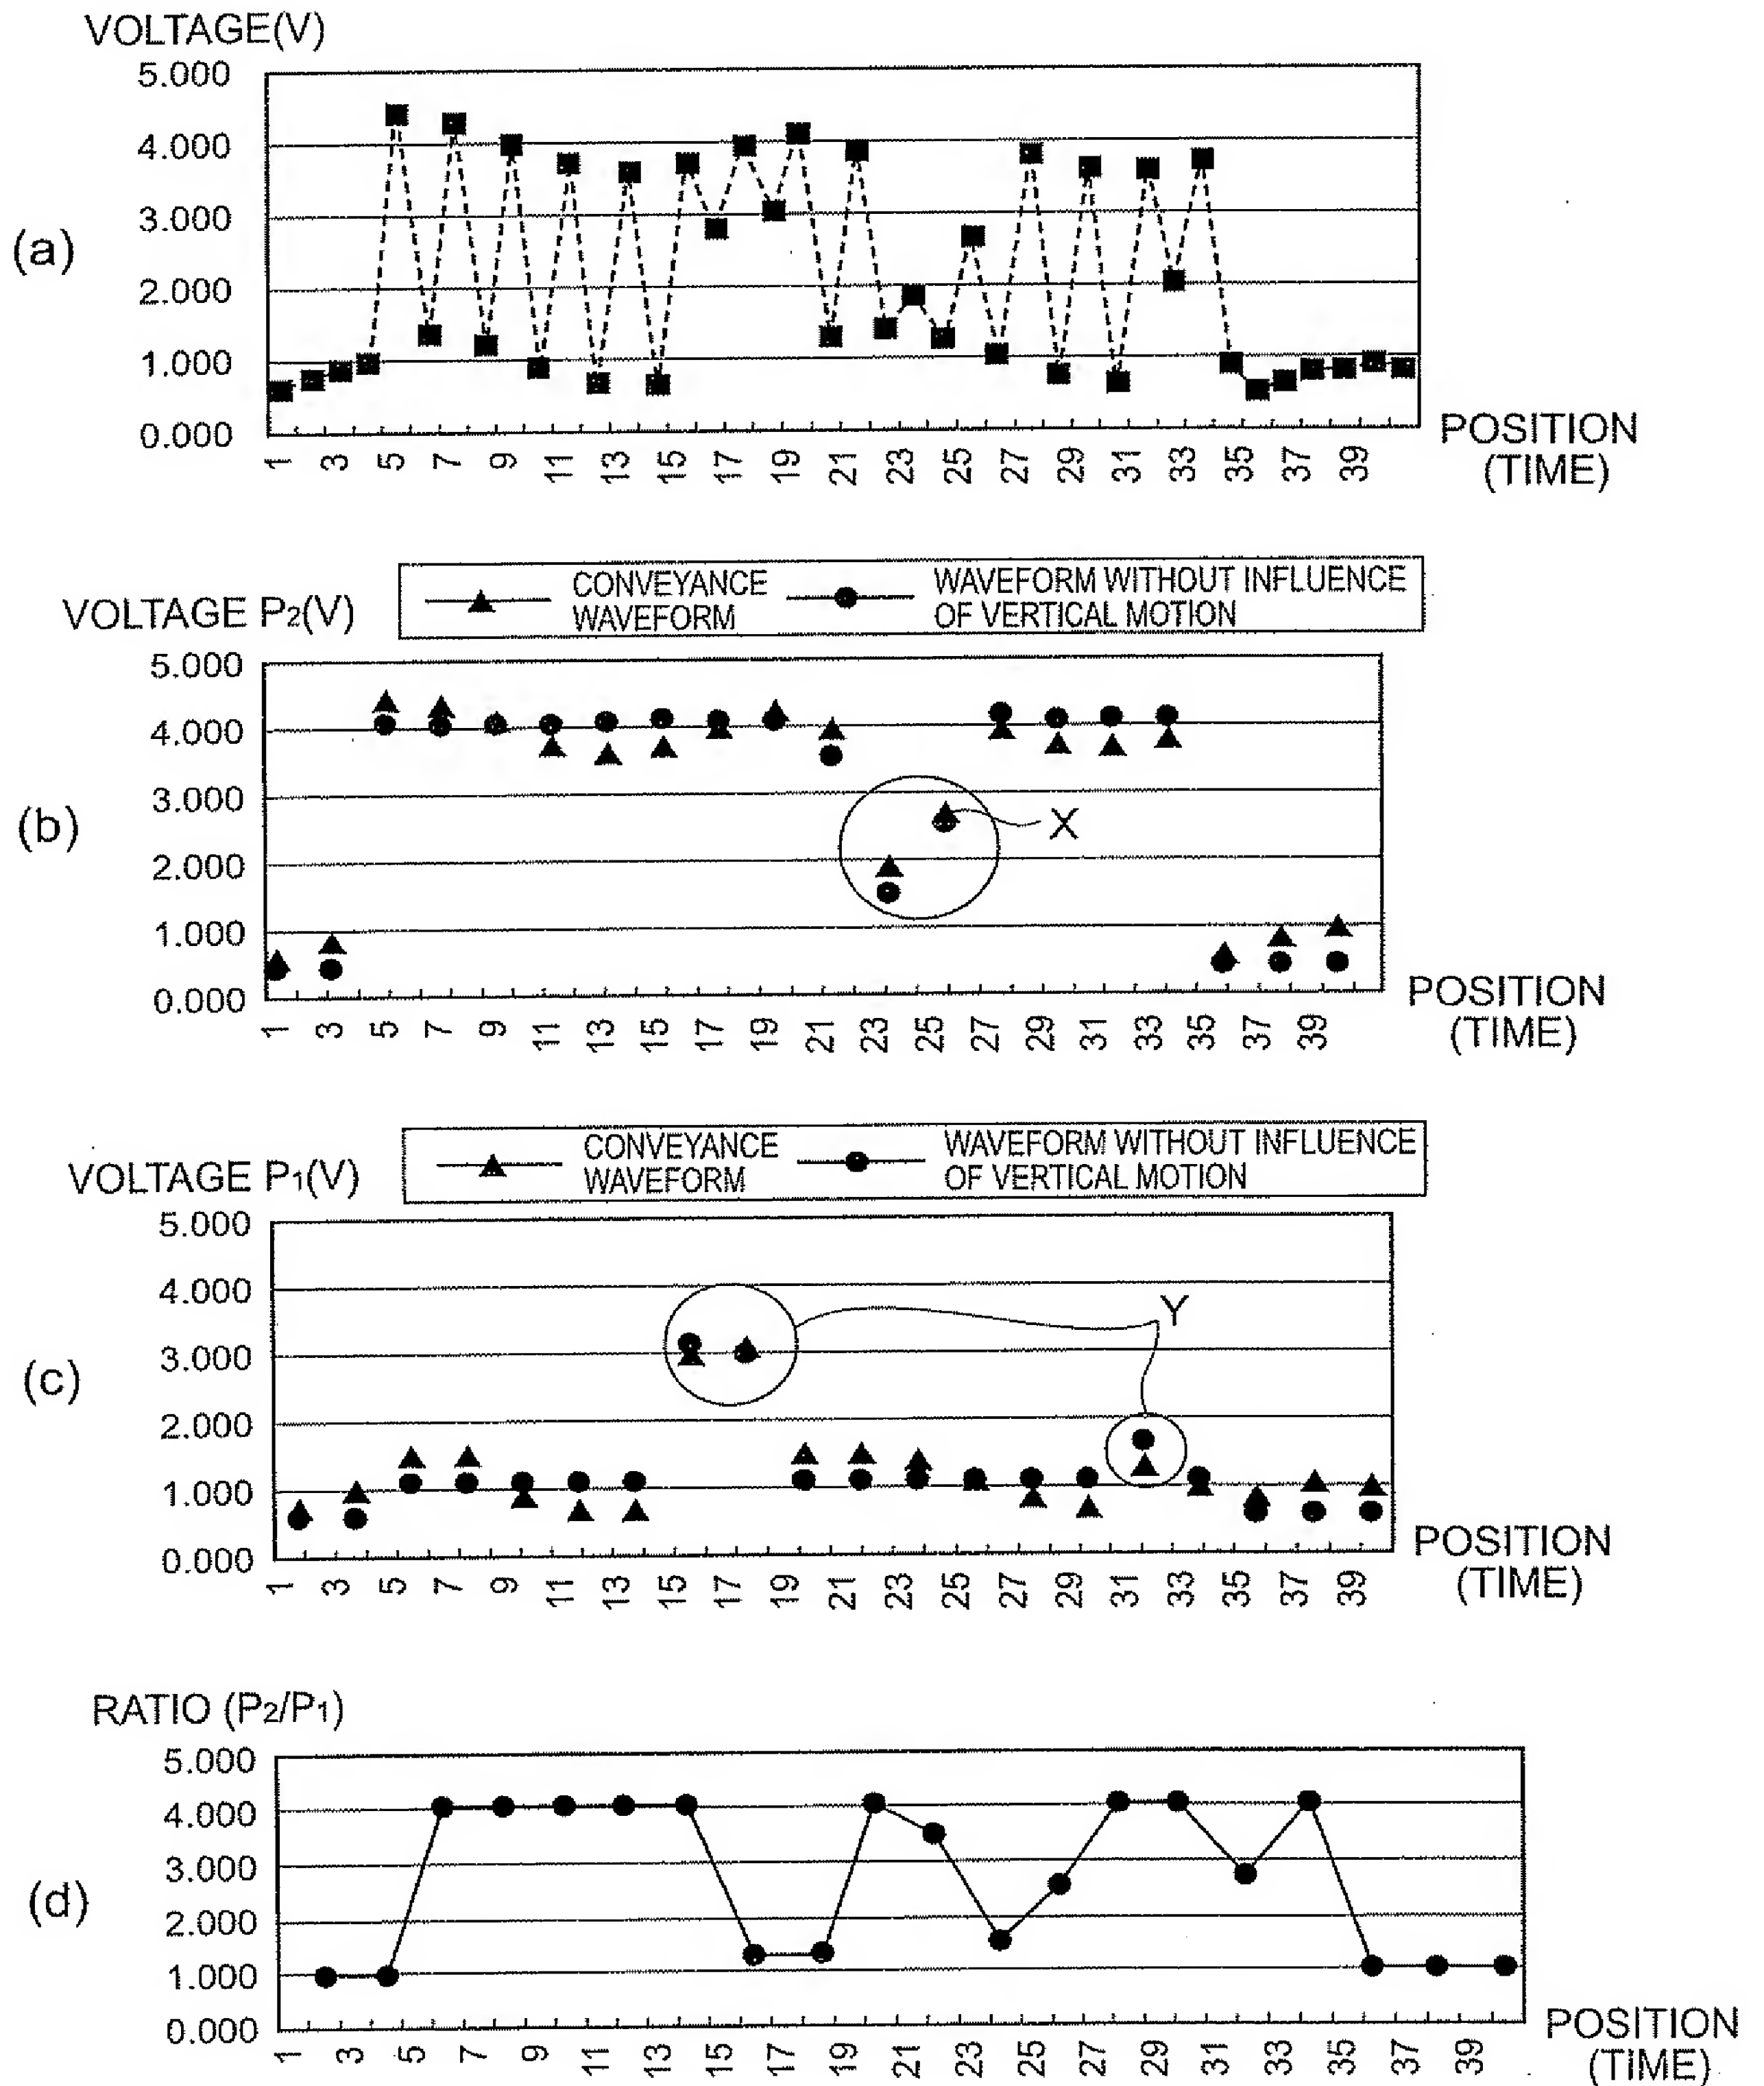 VOLTAGE(V)
5.000
4.000
3.000
2.000
1.000
0.000
(a)
1 3 5 7 9 11 13 15 17 19 21 23 25 27 29 31 33 35 37 39
POSITION
(TIME)
VOLTAGE P2(V)
CONVEYANCE
WAVEFORM
WAVEFORM WITHOUT INFLUENCE
OF VERTICAL MOTION
5.000
4.000
3.000
2.000
1.000
0.000
(b)
X
1 3 5 7 9 11 13 15 17 19 21 23 25 27 29 31 33 35 37 39
POSITION
(TIME)
VOLTAGE P1(V)
CONVEYANCE
WAVEFORM
WAVEFORM WITHOUT INFLUENCE
OF VERTICAL MOTION
5.000
4.000
3.000
2.000
1.000
0.000
(c)
Y
1 3 5 7 9 11 13 15 17 19 21 23 25 27 29 31 33 35 37 39
POSITION
(TIME)
RATIO (P2/P1)
5.000
4.000
3.000
2.000
1.000
0.000
(d)
1 3 5 7 9 11 13 15 17 19 21 23 25 27 29 31 33 35 37 39
POSITION
(TIME)